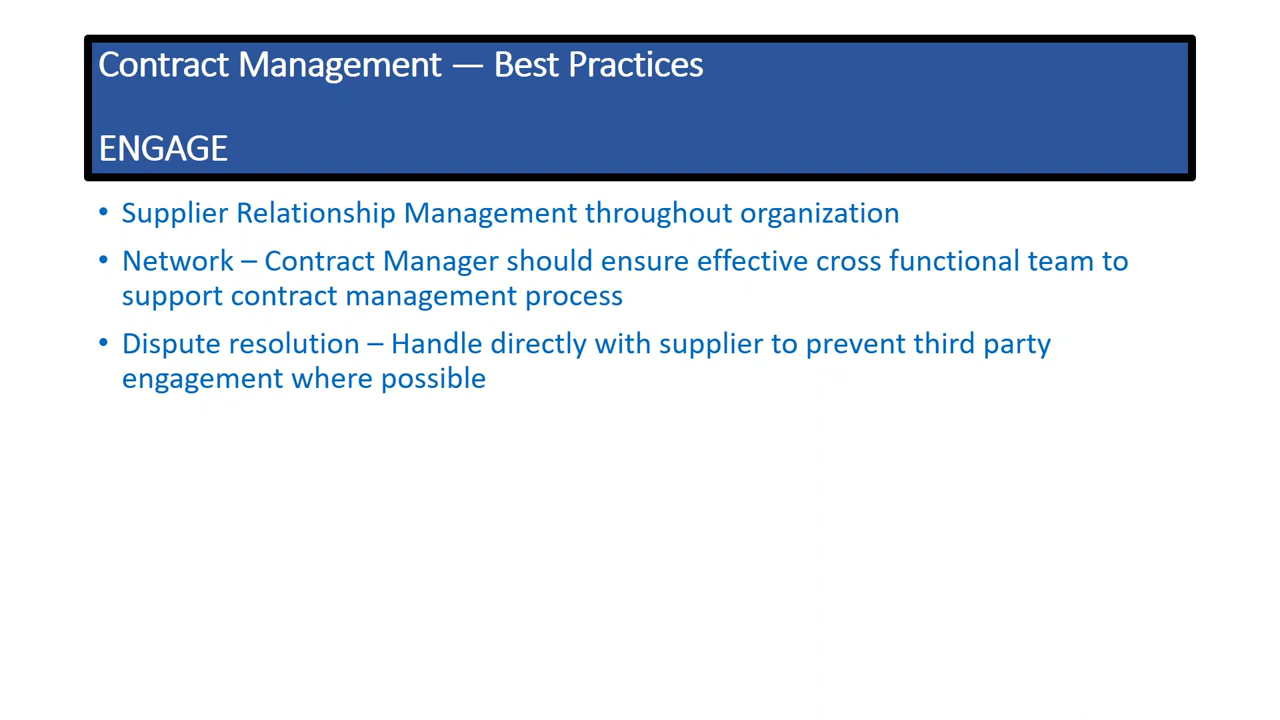 Contract Management — Best Practices
ENGAGE
• Supplier Relationship Management throughout organization
• Network – Contract Manager should ensure effective cross functional team to
support contract management process
• Dispute resolution – Handle directly with supplier to prevent third party
engagement where possible